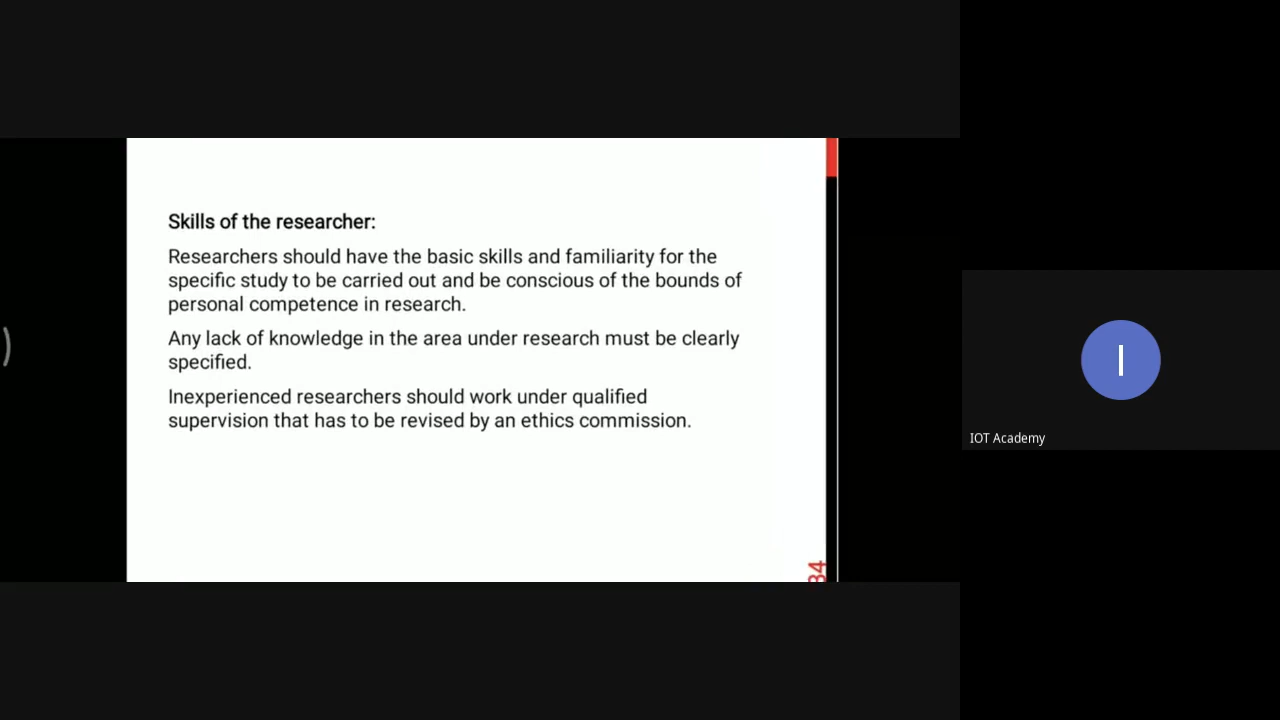 Skills of the researcher:
Researchers should have the basic skills and familiarity for the
specific study to be carried out and be conscious of the bounds of
personal competence in research.
Any lack of knowledge in the area under research must be clearly
specified.
Inexperienced researchers should work under qualified
supervision that has to be revised by an ethics commission.
34
I
IOT Academy